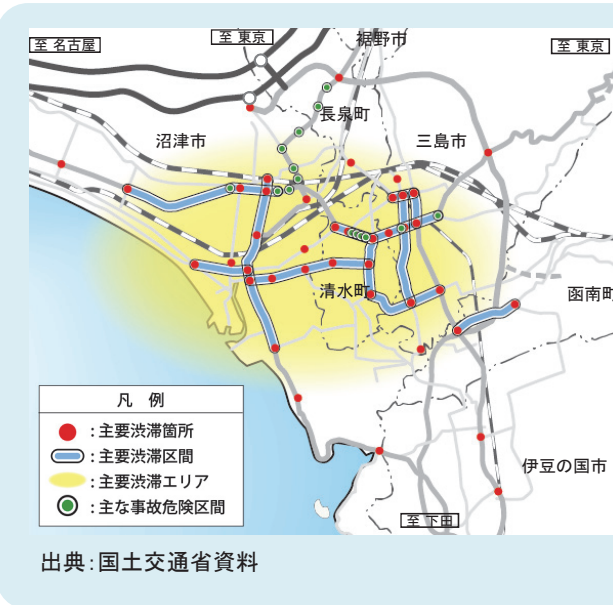 至 名古屋
至 東京
裾野市
至 東京
長泉町
沼津市
三島市
清水町
函南町
凡 例
：主要渋滞箇所
：主要渋滞区間
：主要渋滞エリア
：主な事故危険区間
伊豆の国市
至 下田
出典：国土交通省資料